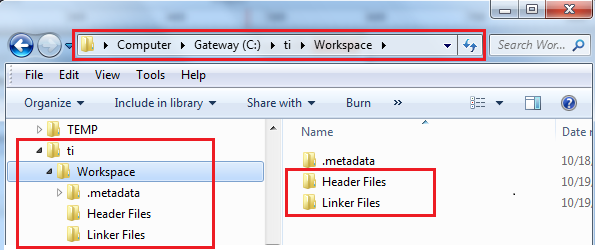 Computer Gateway (C:) ti Workspace
Search Wor...
File Edit View Tools Help
Organize Include in library Share with Burn »
TEMP
ti
Workspace
.metadata
Header Files
Linker Files
Name Date n
.metadata 10/18,
Header Files 10/19,
Linker Files 10/19,